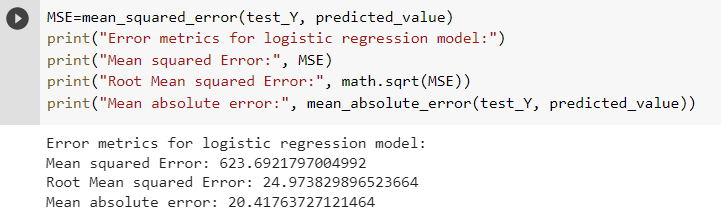 MSE=mean_squared_error(test_Y, predicted_value)
print("Error metrics for logistic regression model:")
print("Mean squared Error:", MSE)
print("Root Mean squared Error:", math.sqrt(MSE))
print("Mean absolute error:", mean_absolute_error(test_Y, predicted_value))
Error metrics for logistic regression model:
Mean squared Error: 623.6921797004992
Root Mean squared Error: 24.973829896523664
Mean absolute error: 20.41763727121464